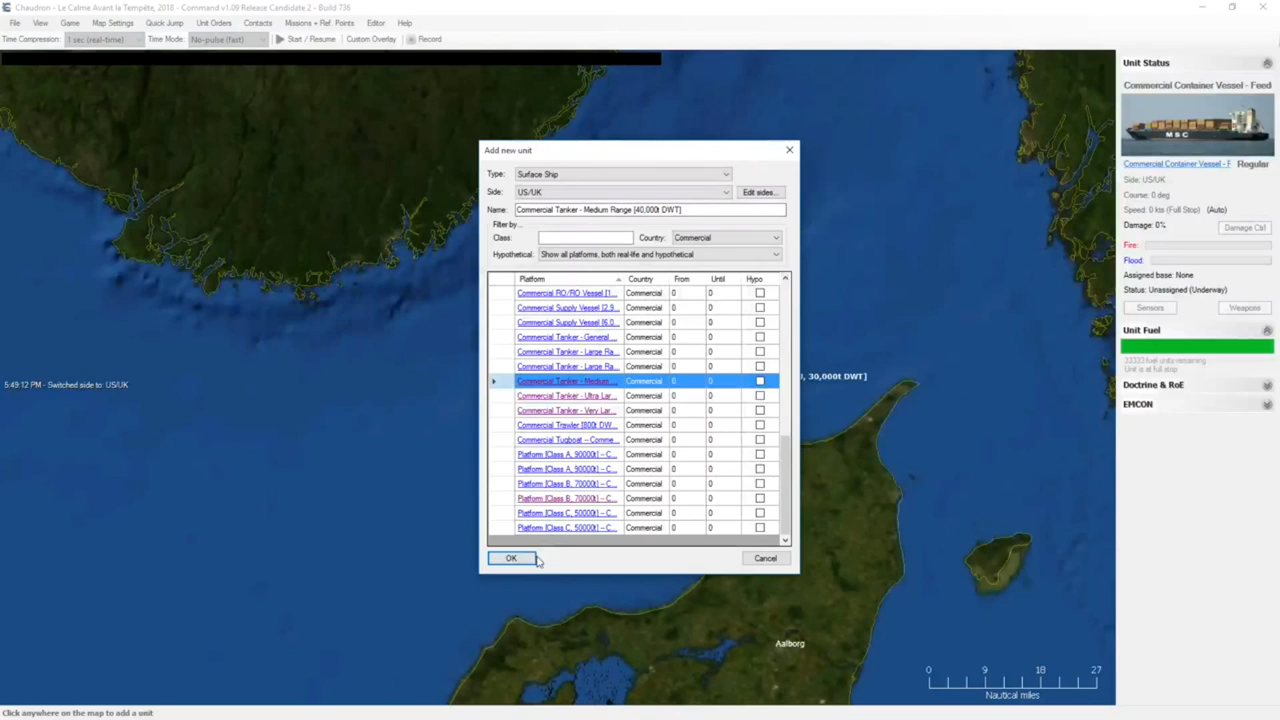 Chaudron - Le Calme Avant la Tempête, 2018 - Command v1.09 Release Candidate 2 - Build 736
File View Game Map Settings Quick Jump Unit Orders Contacts Missions + Ref. Points Editor Help
Time Compression: 1 sec (real-time) Time Mode: No-pulse (fast) Start / Resume Custom Overlay Record
Unit Status
Commercial Container Vessel - Feed
MSC
Commercial Container Vessel - F Regular
Side: US/UK
Course: 0 deg
Speed: 0 kts (Full Stop) (Auto)
Damage: 0% Damage Ctrl
Fire:
Flood:
Assigned base: None
Status: Unassigned (Underway)
Sensors Weapons
Unit Fuel
33333 fuel units remaining
Unit is at full stop
Doctrine & RoE
EMCON
Add new unit
Type: Surface Ship
Side: US/UK Edit sides...
Name: Commercial Tanker - Medium Range [40,000t DWT]
Filter by...
Class: Country: Commercial
Hypothetical: Show all platforms, both real-life and hypothetical
Platform Country From Until Hypo
Commercial RO/RO Vessel [1... Commercial 0 0
Commercial Supply Vessel [2,9... Commercial 0 0
Commercial Supply Vessel [6,0... Commercial 0 0
Commercial Tanker - General ... Commercial 0 0
Commercial Tanker - Large Ra... Commercial 0 0
Commercial Tanker - Large Ra... Commercial 0 0
Commercial Tanker - Medium ... Commercial 0 0
Commercial Tanker - Ultra Lar... Commercial 0 0
Commercial Tanker - Very Lar... Commercial 0 0
Commercial Trawler [800t DW... Commercial 0 0
Commercial Tugboat -- Comme... Commercial 0 0
Platform [Class A, 90000t] -- C... Commercial 0 0
Platform [Class A, 90000t] -- C... Commercial 0 0
Platform [Class B, 70000t] -- C... Commercial 0 0
Platform [Class B, 70000t] -- C... Commercial 0 0
Platform [Class C, 50000t] -- C... Commercial 0 0
Platform [Class C, 50000t] -- C... Commercial 0 0
OK Cancel
5:49:12 PM - Switched side to: US/UK
, 30,000t DWT]
Aalborg
0 9 18 27
Nautical miles
Click anywhere on the map to add a unit